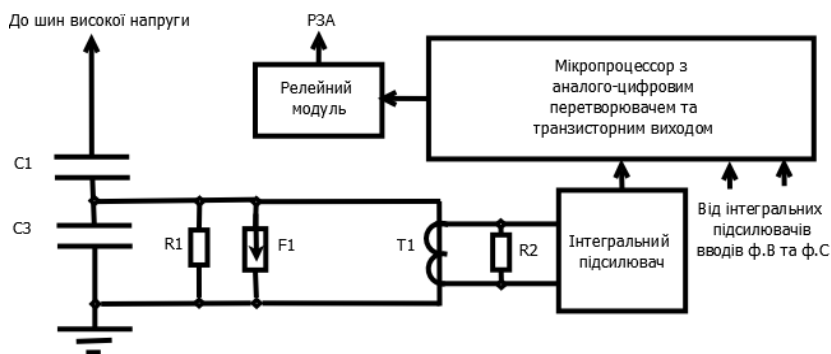 До шин високої напруги
РЗА
Релейний
модуль
Мікропроцессор з
аналого-цифровим
перетворювачем та
транзисторним виходом
C1
C3
R1
F1
T1
R2
Інтегральний
підсилювач
Від інтегральних
підсилювачів
вводів ф.В та ф.С